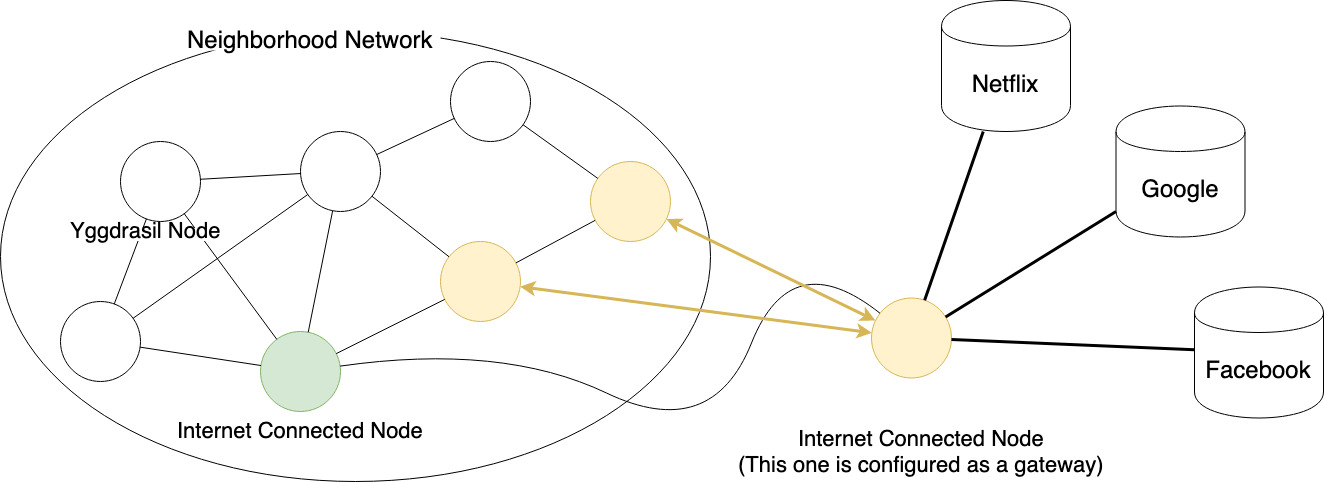 Neighborhood Network
Netflix
Google
Yggdrasil Node
Facebook
Internet Connected Node
Internet Connected Node
(This one is configured as a gateway)